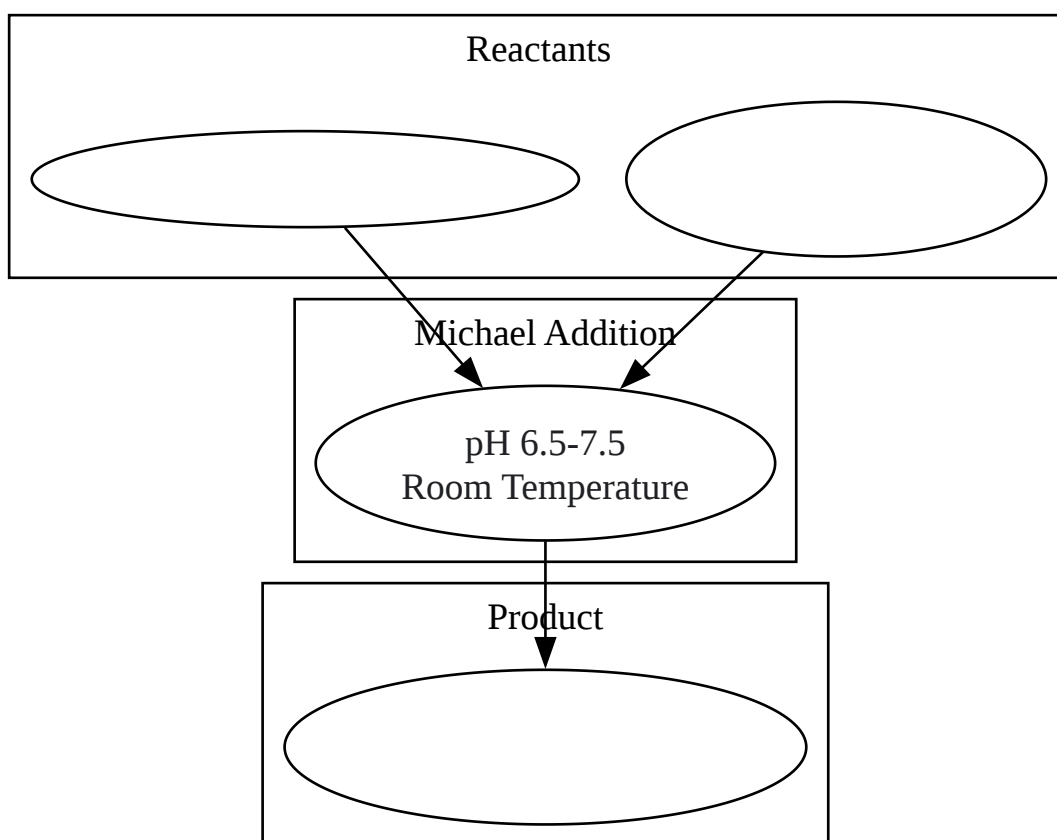 Reactants
Michael Addition
pH 6.5-7.5
Room Temperature
Product